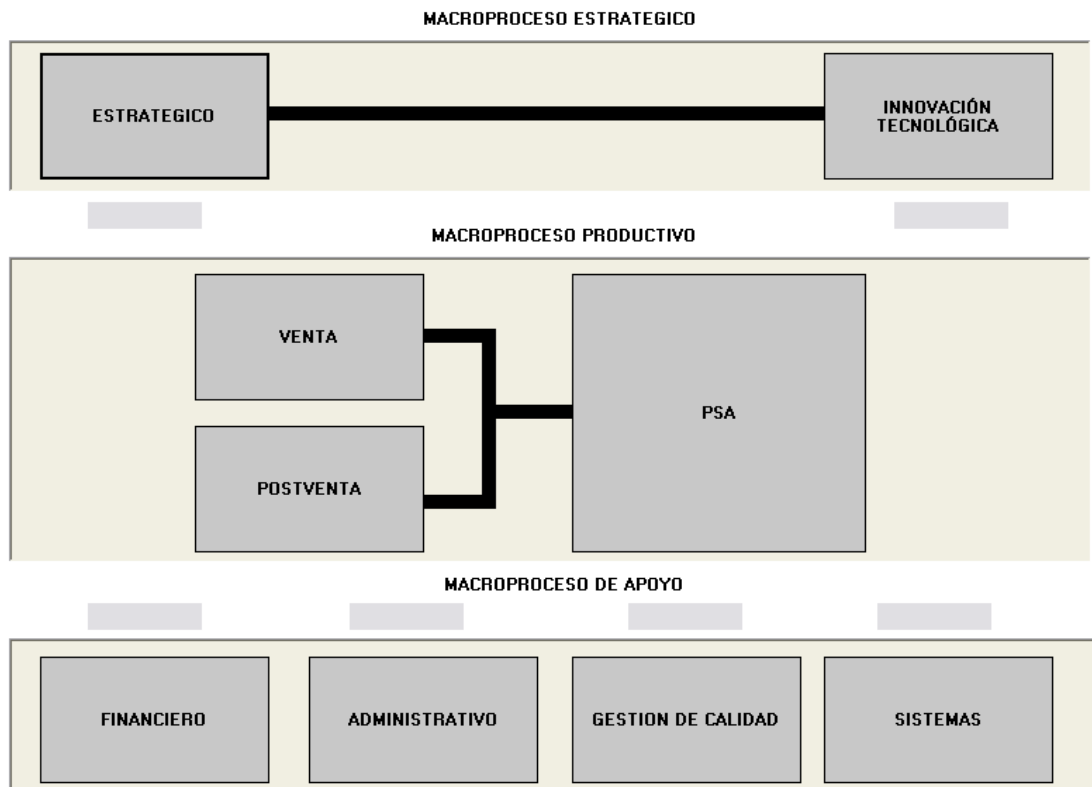 MACROPROCESO ESTRATEGICO
ESTRATEGICO
INNOVACIÓN
TECNOLÓGICA
MACROPROCESO PRODUCTIVO
VENTA
PSA
POSTVENTA
MACROPROCESO DE APOYO
FINANCIERO
ADMINISTRATIVO
GESTION DE CALIDAD
SISTEMAS